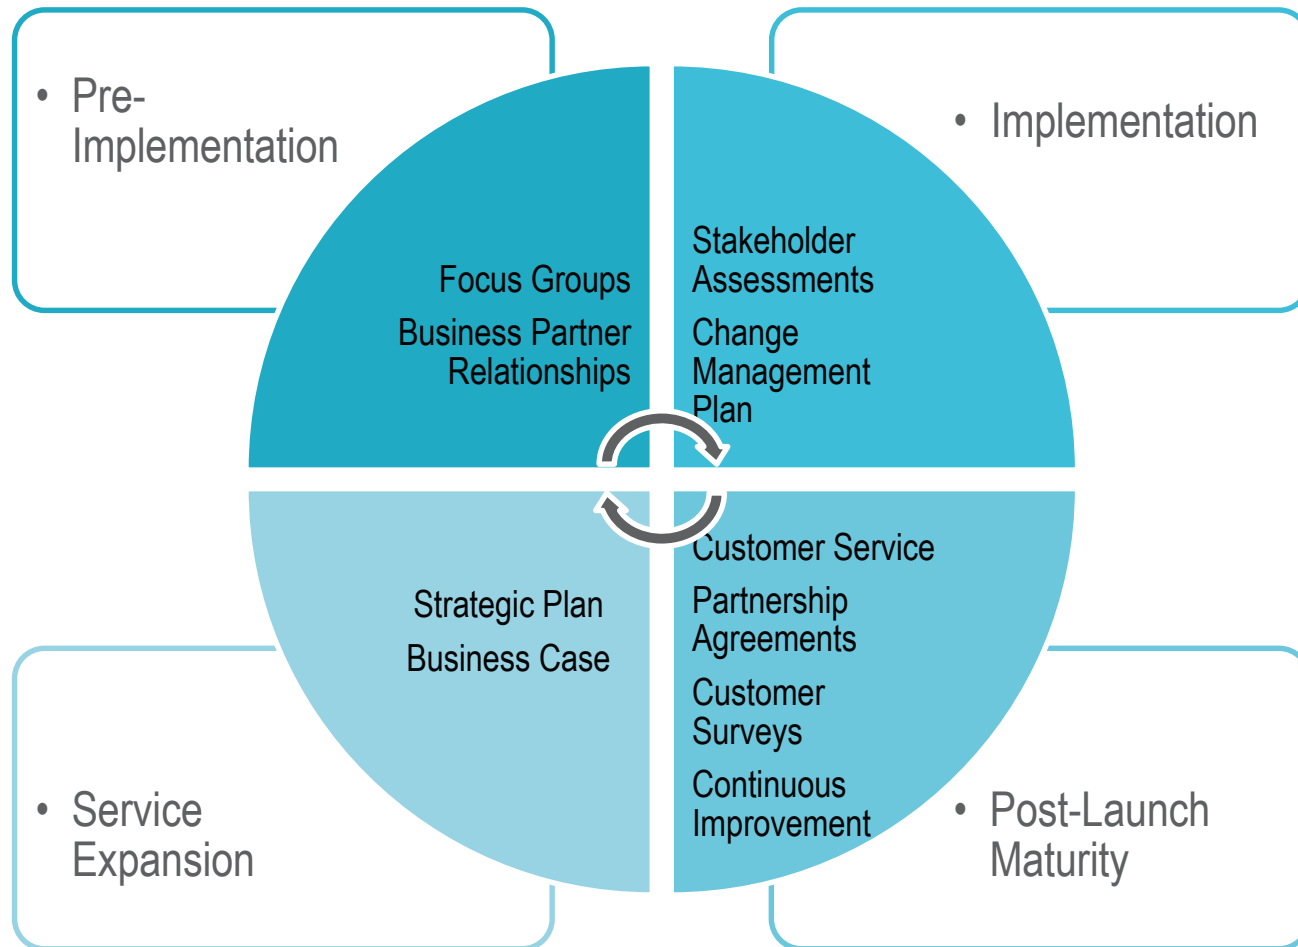 • Pre-
Implementation
• Implementation
Focus Groups
Business Partner
Relationships
Stakeholder
Assessments
Change
Management
Plan
Strategic Plan
Business Case
Customer Service
Partnership
Agreements
Customer
Surveys
Continuous
Improvement
• Service
Expansion
• Post-Launch
Maturity